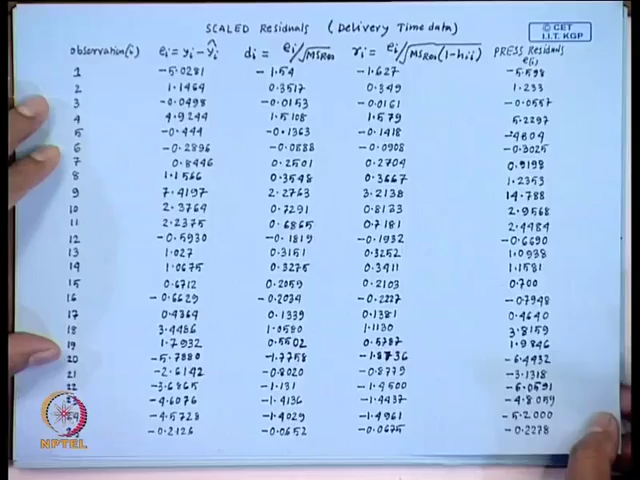 SCALED Residuals (Delivery Time data)
© CET
I.I.T. KGP
observation(i) eᵢ = yᵢ - ŷᵢ dᵢ = eᵢ/√MSRes rᵢ = eᵢ/√MSRes(1-hᵢᵢ) PRESS Residuals e(i)
1 -5.0281 -1.54 -1.627 -5.598
2 1.1464 0.3517 0.349 1.233
3 -0.0498 -0.0153 -0.0161 -0.0557
4 4.9244 1.5108 1.579 5.2297
5 -0.444 -0.1363 -0.1418 -.4804
6 -0.2896 -0.0888 -0.0908 -0.3025
7 0.8446 0.2501 0.2704 0.9198
8 1.1566 0.3548 0.3667 1.2353
9 7.4197 2.2763 3.2138 14.788
10 2.3764 0.7291 0.8133 2.9568
11 2.2375 0.6865 0.7181 2.4484
12 -0.5930 -0.1819 -0.1932 -0.6690
13 1.027 0.3151 0.3252 1.0938
14 1.0675 0.3275 0.3411 1.1581
15 0.6712 0.2059 0.2103 0.700
16 -0.6629 -0.2034 -0.2227 -0.7948
17 0.4364 0.1339 0.1381 0.4640
18 3.4486 1.0580 1.1130 3.8159
19 1.7932 0.5502 0.5787 1.9846
20 -5.7880 -1.7758 -1.8736 -6.4432
21 -2.6142 -0.8020 -0.8779 -3.1318
22 -3.6865 -1.131 -1.4500 -6.0591
23 -4.6076 -1.4136 -1.4437 -4.8059
24 -4.5728 -1.4029 -1.4961 -5.2000
-0.2126 -0.0652 -0.0675 -0.2278
NPTEL